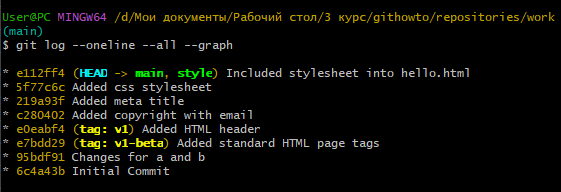 User@PC MINGW64 /d/Мои документы/Рабочий стол/3 курс/githowto/repositories/work
(main)
$ git log --oneline --all --graph
* e112ff4 (HEAD -> main, style) Included stylesheet into hello.html
* 5f77c6c Added css stylesheet
* 219a93f Added meta title
* c280402 Added copyright with email
* e0eabf4 (tag: v1) Added HTML header
* e7bdd29 (tag: v1-beta) Added standard HTML page tags
* 95bdf91 Changes for a and b
* 6c4a43b Initial Commit